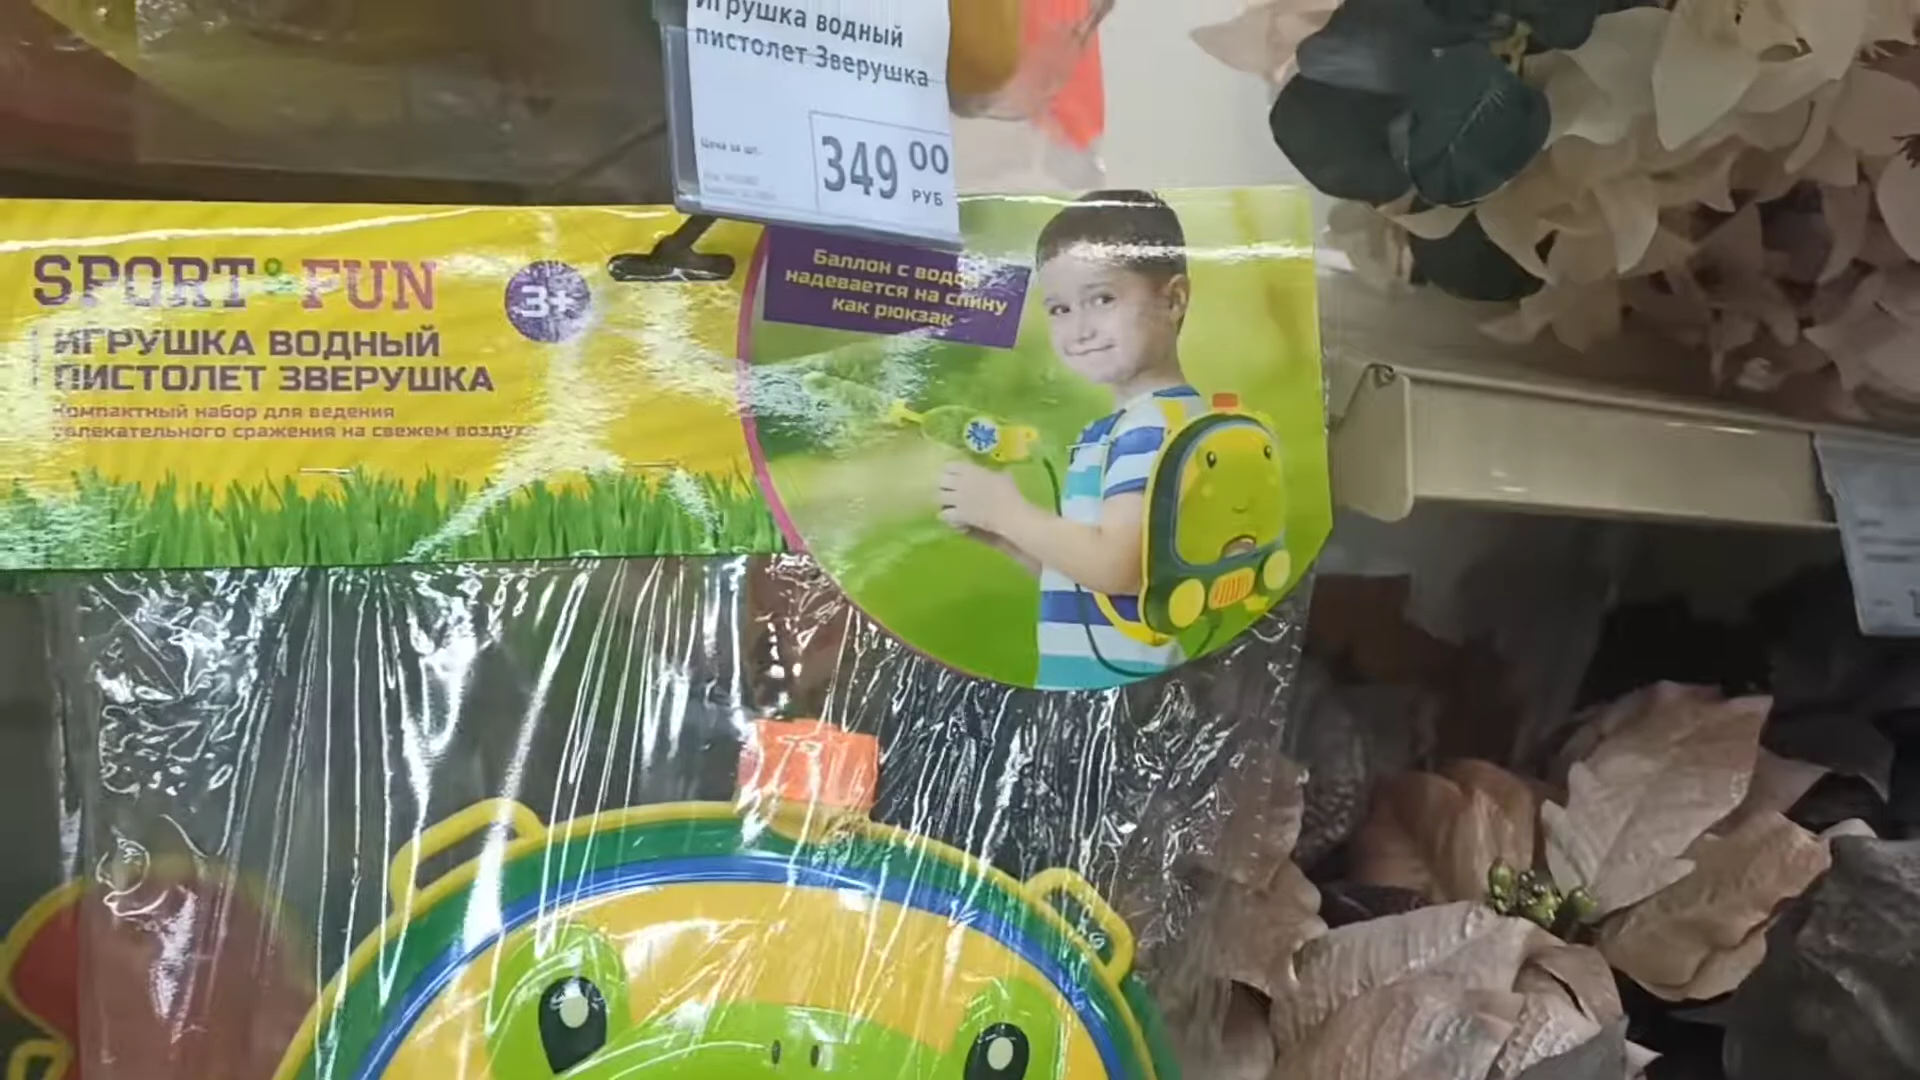 Игрушка водный
пистолет Зверушка
Цена за шт.
349 00
РУБ
SPORT & FUN
3+
ИГРУШКА ВОДНЫЙ
ПИСТОЛЕТ ЗВЕРУШКА
Компактный набор для ведения
увлекательного сражения на свежем воздухе
Баллон с водой
надевается на спину
как рюкзак